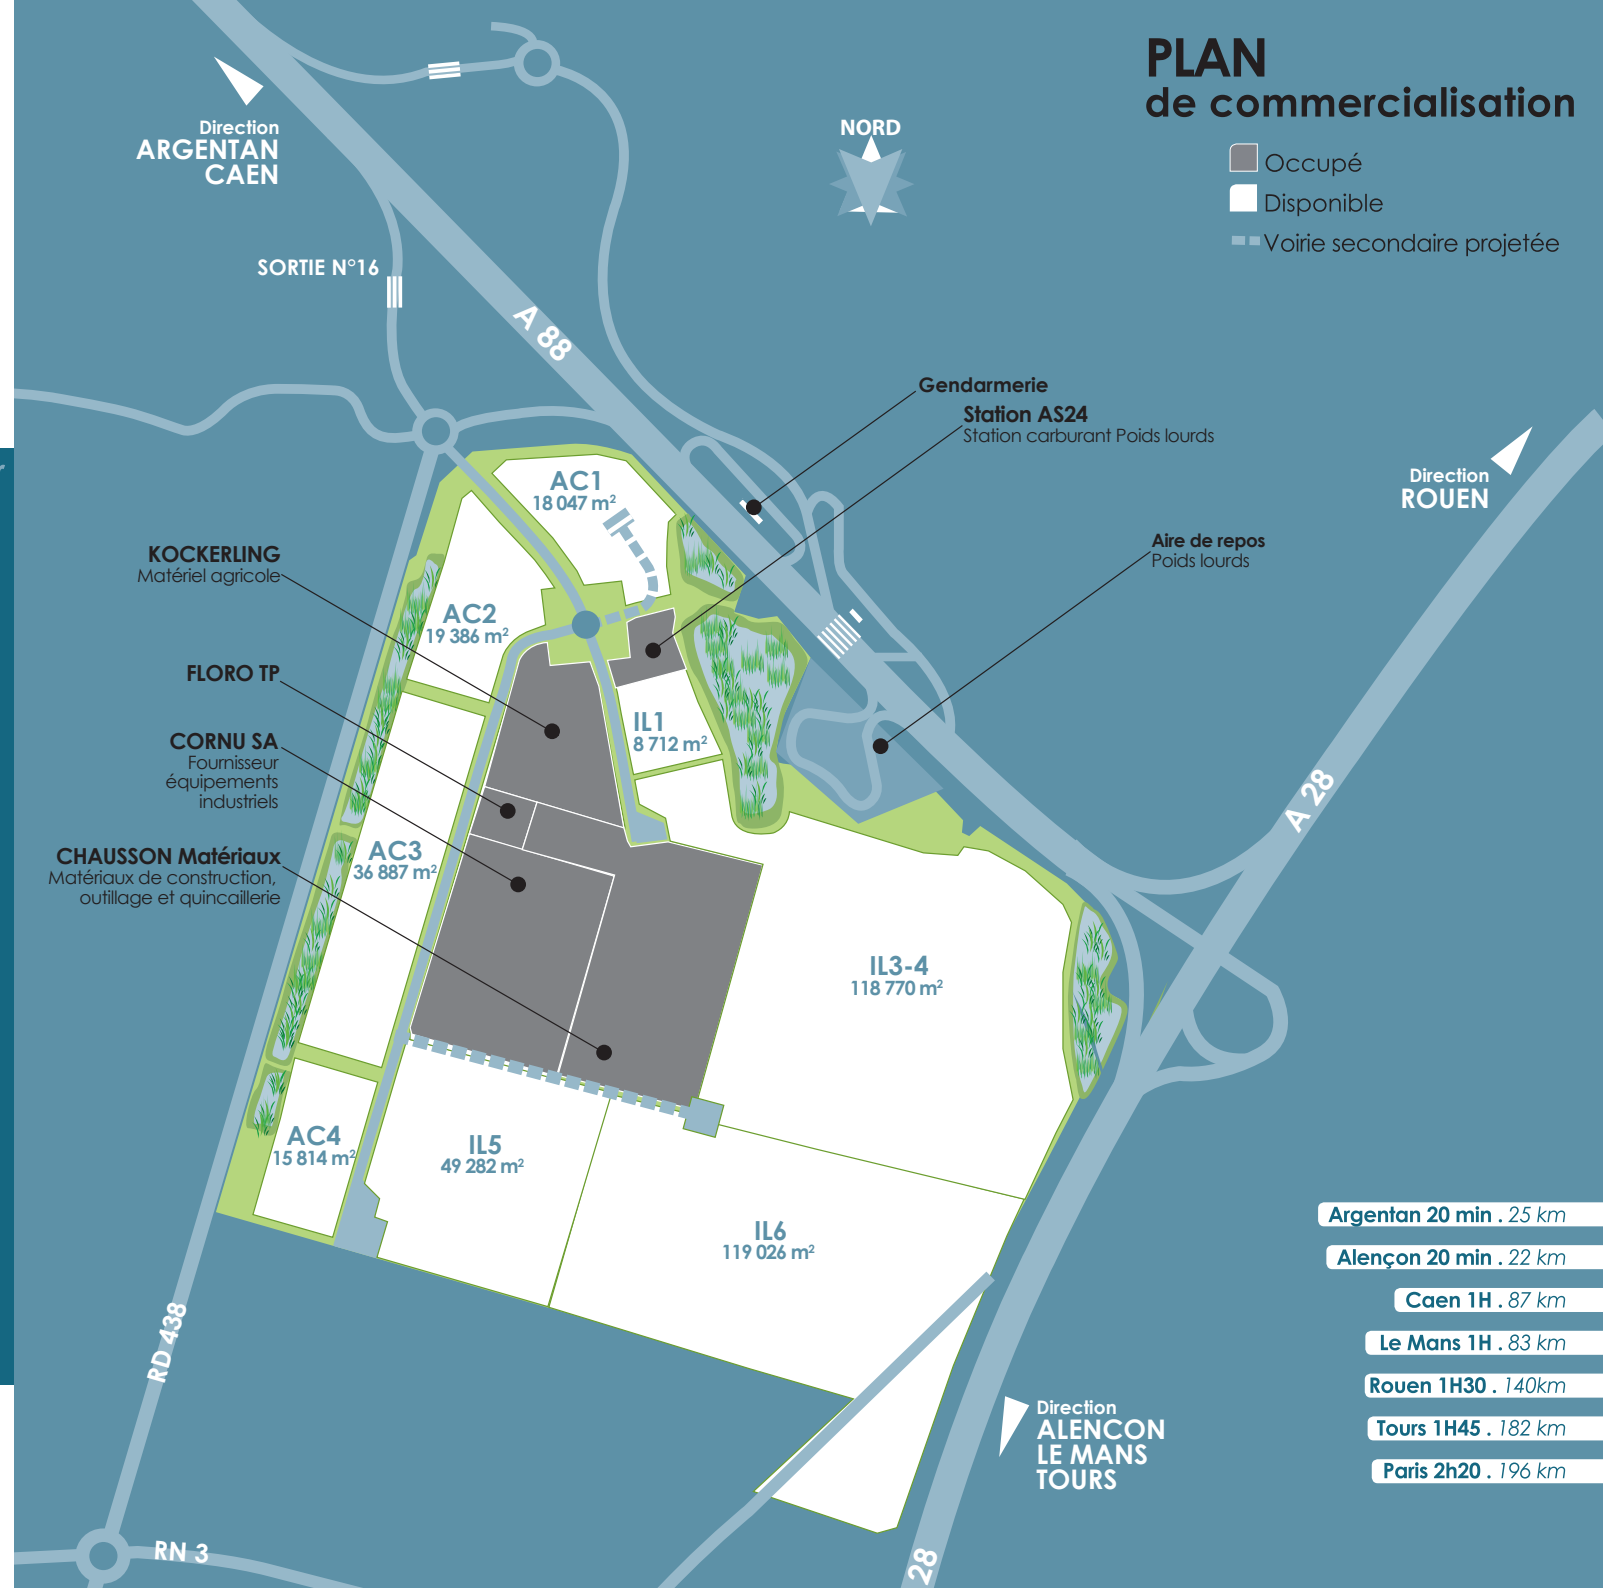 PLAN
de commercialisation
Occupé
Disponible
Voirie secondaire projetée
NORD
Direction
ARGENTAN
CAEN
SORTIE N°16
A 88
Gendarmerie
Station AS24
Station carburant Poids lourds
Direction
ROUEN
Aire de repos
Poids lourds
AC1
18 047 m²
KOCKERLING
Matériel agricole
AC2
19 386 m²
FLORO TP
IL1
8 712 m²
CORNU SA
Fournisseur
équipements
industriels
A 28
CHAUSSON Matériaux
Matériaux de construction,
outillage et quincaillerie
AC3
36 887 m²
IL3-4
118 770 m²
AC4
15 814 m²
IL5
49 282 m²
IL6
119 026 m²
Argentan 20 min . 25 km
Alençon 20 min . 22 km
Caen 1H . 87 km
Le Mans 1H . 83 km
Rouen 1H30 . 140km
Tours 1H45 . 182 km
Paris 2h20 . 196 km
RD 438
Direction
ALENCON
LE MANS
TOURS
RN 3
28